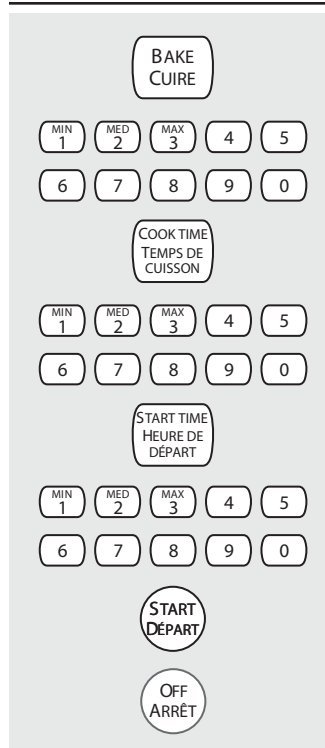 BAKE
CUIRE
MIN MED MAX
1 2 3 4 5
6 7 8 9 0
COOK TIME
TEMPS DE
CUISSON
MIN MED MAX
1 2 3 4 5
6 7 8 9 0
START TIME
HEURE DE
DÉPART
MIN MED MAX
1 2 3 4 5
6 7 8 9 0
START
DÉPART
OFF
ARRÊT